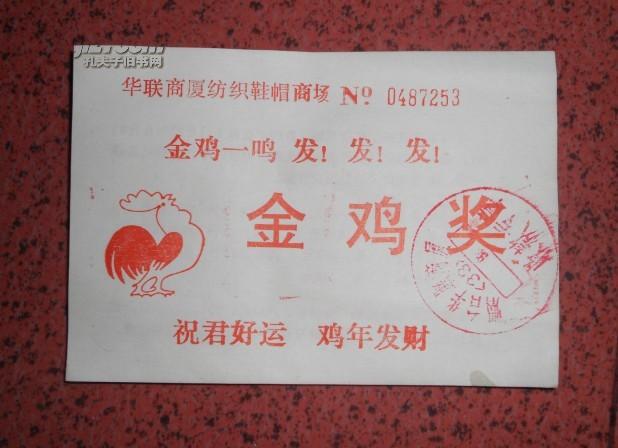 孔夫子旧书网
华联商厦纺织鞋帽商场 No 0487253
金鸡一鸣 发! 发! 发!
金鸡奖
祝君好运 鸡年发财